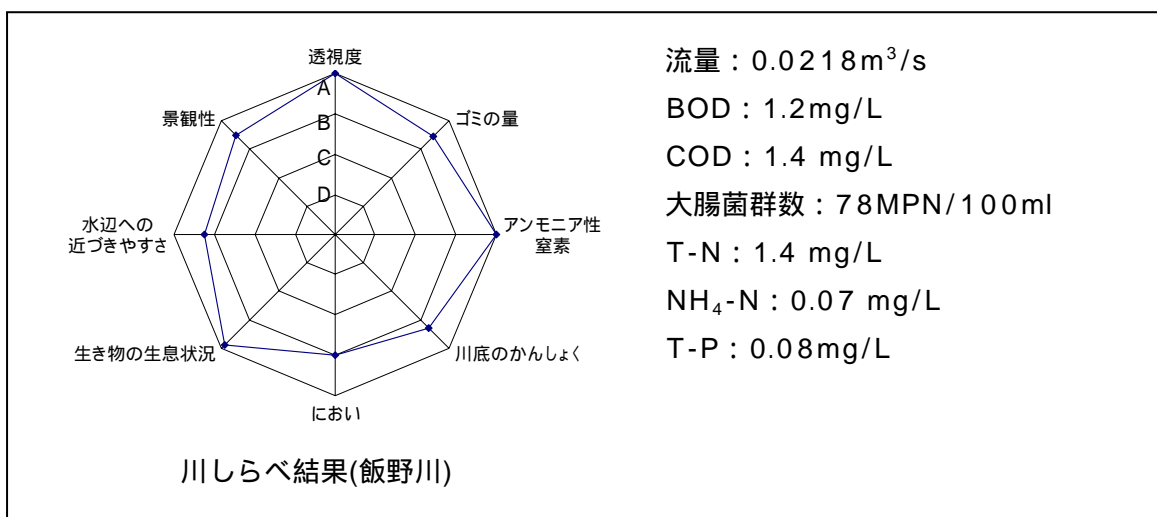 透視度
A
B
C
D
景観性
ゴミの量
水辺への
近づきやすさ
アンモニア性
窒素
生き物の生息状況
川底のかんしょく
におい
川しらべ結果(飯野川)
流量：0.0218m³/s
BOD：1.2mg/L
COD：1.4 mg/L
大腸菌群数：78MPN/100ml
T-N：1.4 mg/L
NH₄-N：0.07 mg/L
T-P：0.08mg/L